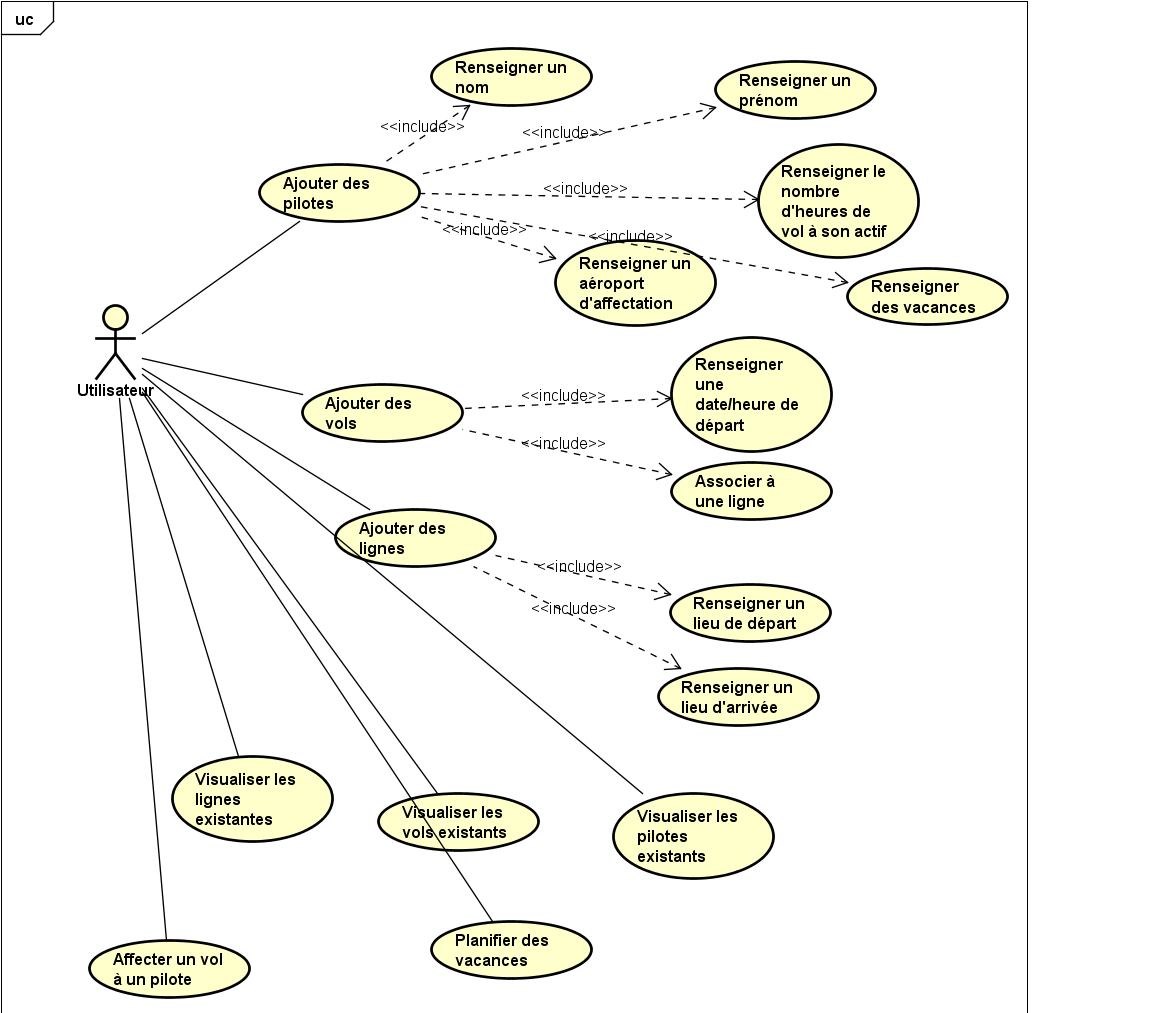 uc
Renseigner un
nom
Renseigner un
prénom
<<include>>
<<include>>
Ajouter des
pilotes
<<include>>
Renseigner le
nombre
d'heures de
vol à son actif
<<include>>
<<include>>
Renseigner un
aéroport
d'affectation
Renseigner
des vacances
Utilisateur
Ajouter des
vols
<<include>>
Renseigner
une
date/heure de
départ
<<include>>
Associer à
une ligne
Ajouter des
lignes
<<include>>
Renseigner un
lieu de départ
<<include>>
Renseigner un
lieu d'arrivée
Visualiser les
lignes
existantes
Visualiser les
vols existants
Visualiser les
pilotes
existants
Affecter un vol
à un pilote
Planifier des
vacances